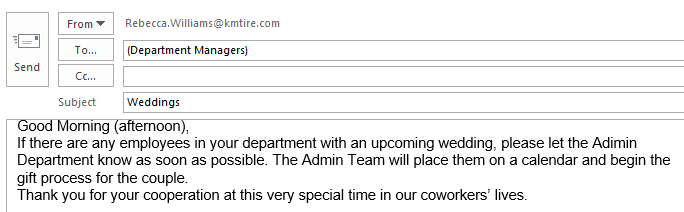 From Rebecca.Williams@kmtire.com
Send
To... (Department Managers)
Cc...
Subject Weddings
Good Morning (afternoon),
If there are any employees in your department with an upcoming wedding, please let the Adimin
Department know as soon as possible. The Admin Team will place them on a calendar and begin the
gift process for the couple.
Thank you for your cooperation at this very special time in our coworkers’ lives.